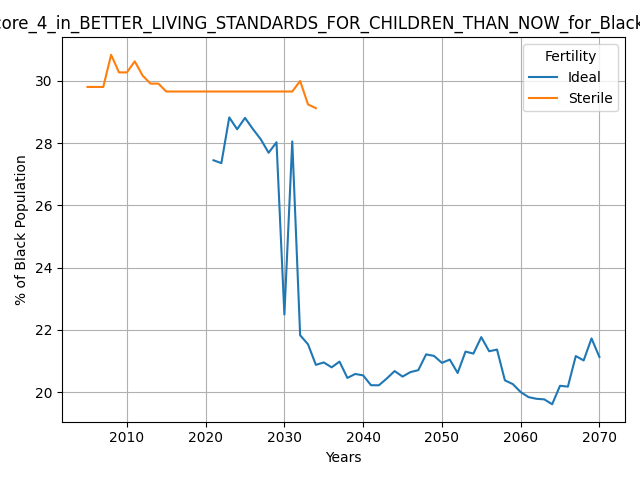 core_4_in_BETTER_LIVING_STANDARDS_FOR_CHILDREN_THAN_NOW_for_Black
Fertility
Ideal
Sterile
% of Black Population
30
28
26
24
22
20
2010 2020 2030 2040 2050 2060 2070
Years